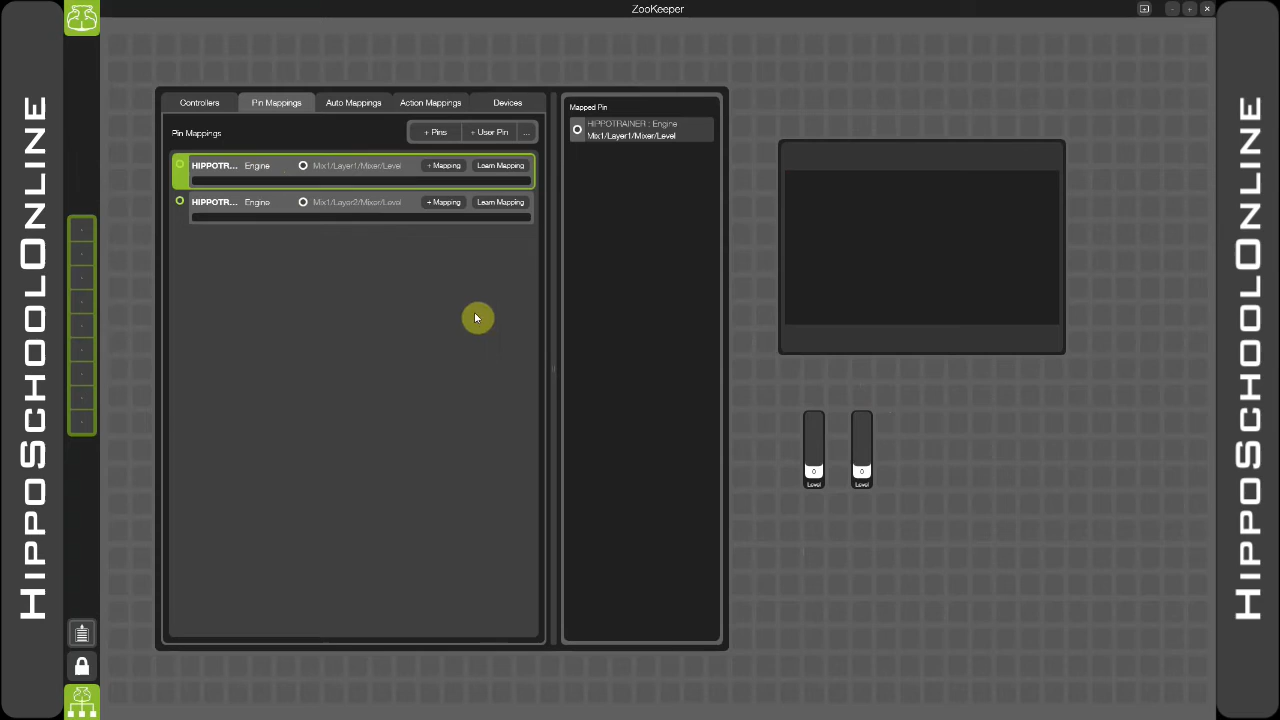 ZooKeeper
HIPPOSCHOOLONLINE
Controllers
Pin Mappings
Auto Mappings
Action Mappings
Devices
Pin Mappings
+ Pins
+ User Pin
...
HIPPOTR... Engine Mix1/Layer1/Mixer/Level + Mapping Learn Mapping
HIPPOTR... Engine Mix1/Layer2/Mixer/Level + Mapping Learn Mapping
Mapped Pin
HIPPOTRAINER : Engine
Mix1/Layer1/Mixer/Level
0
Level
0
Level
HIPPOSCHOOLONLINE